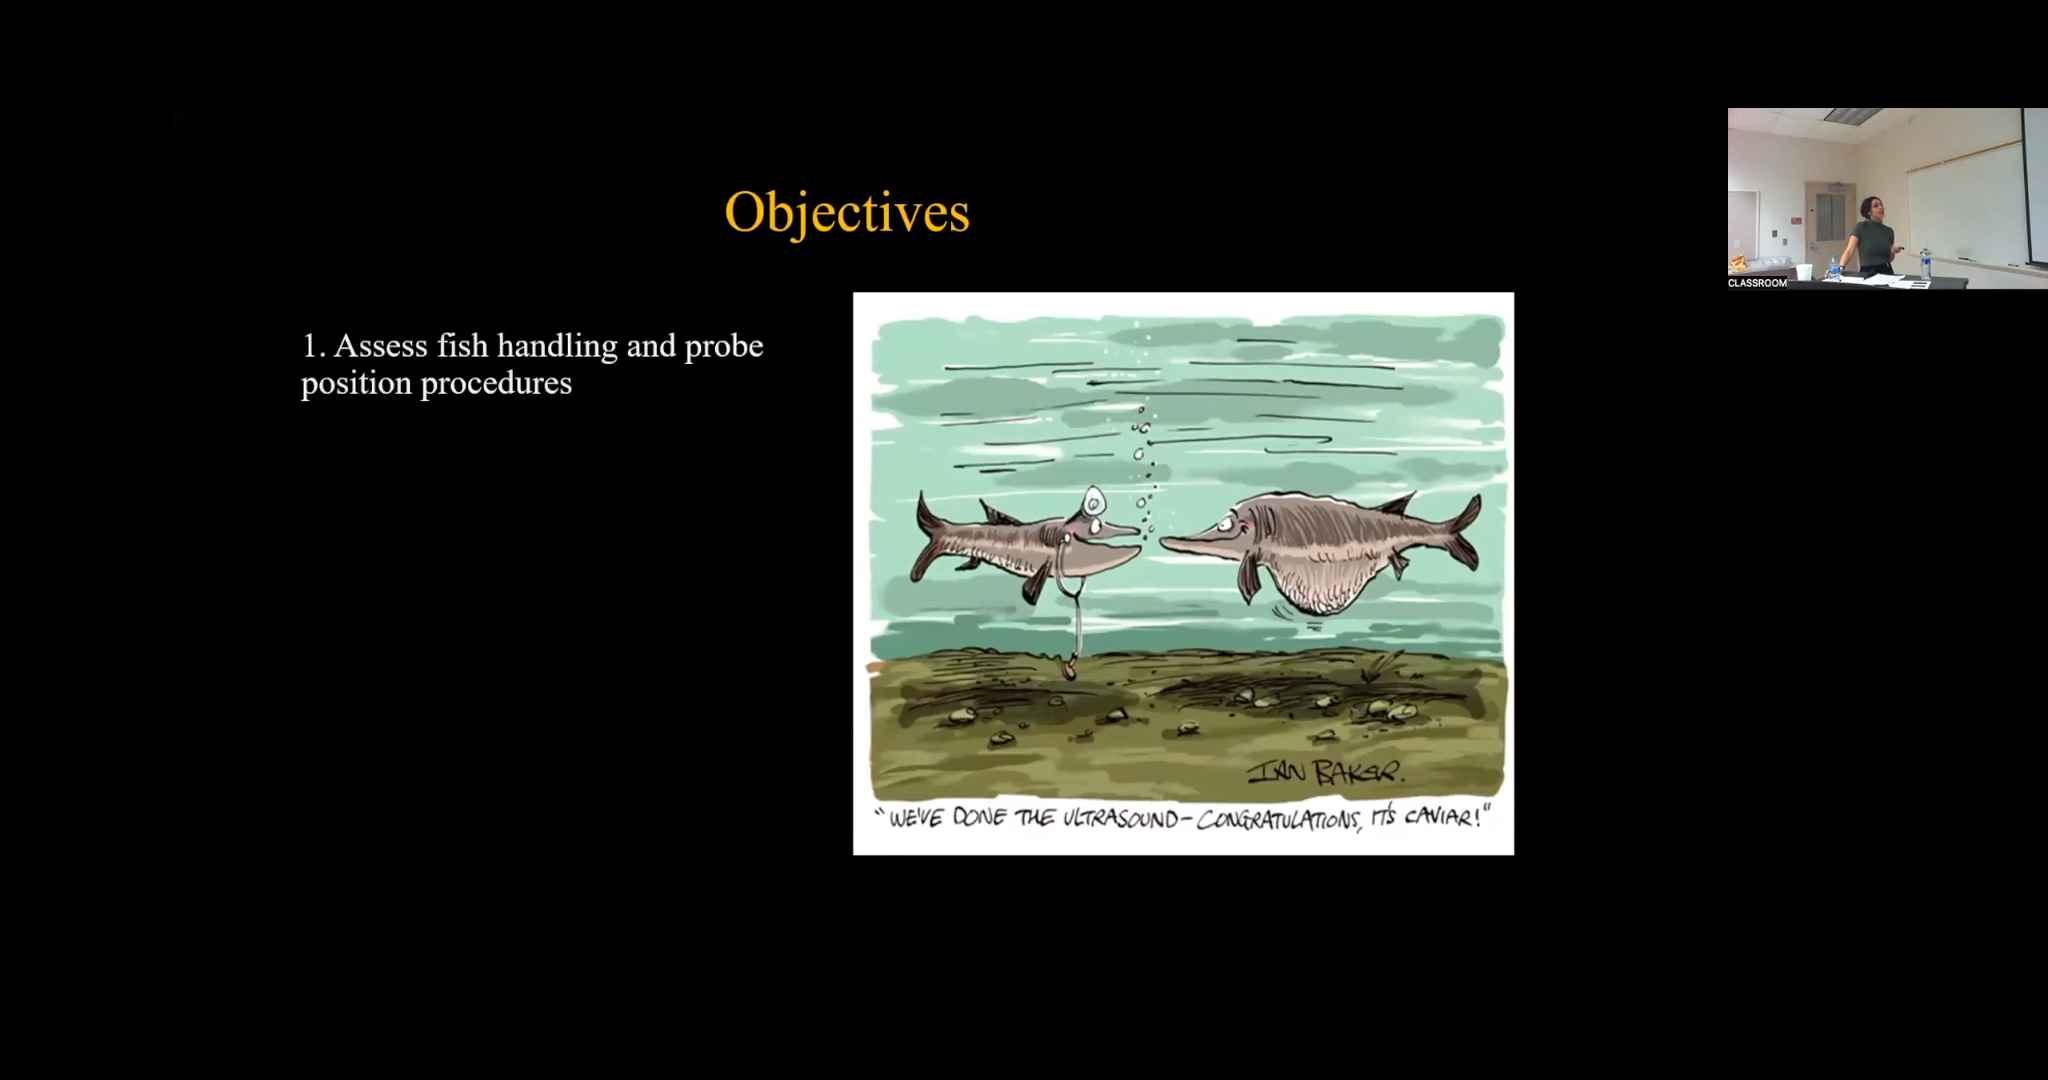 Objectives
1. Assess fish handling and probe
position procedures
IAN BAKER.
"WE'VE DONE THE ULTRASOUND – CONGRATULATIONS, IT'S CAVIAR!"
CLASSROOM